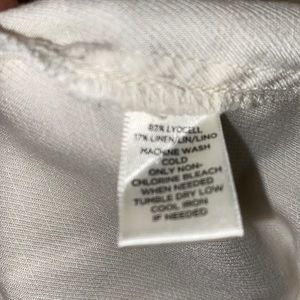 83% LYOCELL
17% LINEN/LIN/LINO
MACHINE WASH
COLD
ONLY NON-
CHLORINE BLEACH
WHEN NEEDED
TUMBLE DRY LOW
COOL IRON
IF NEEDED